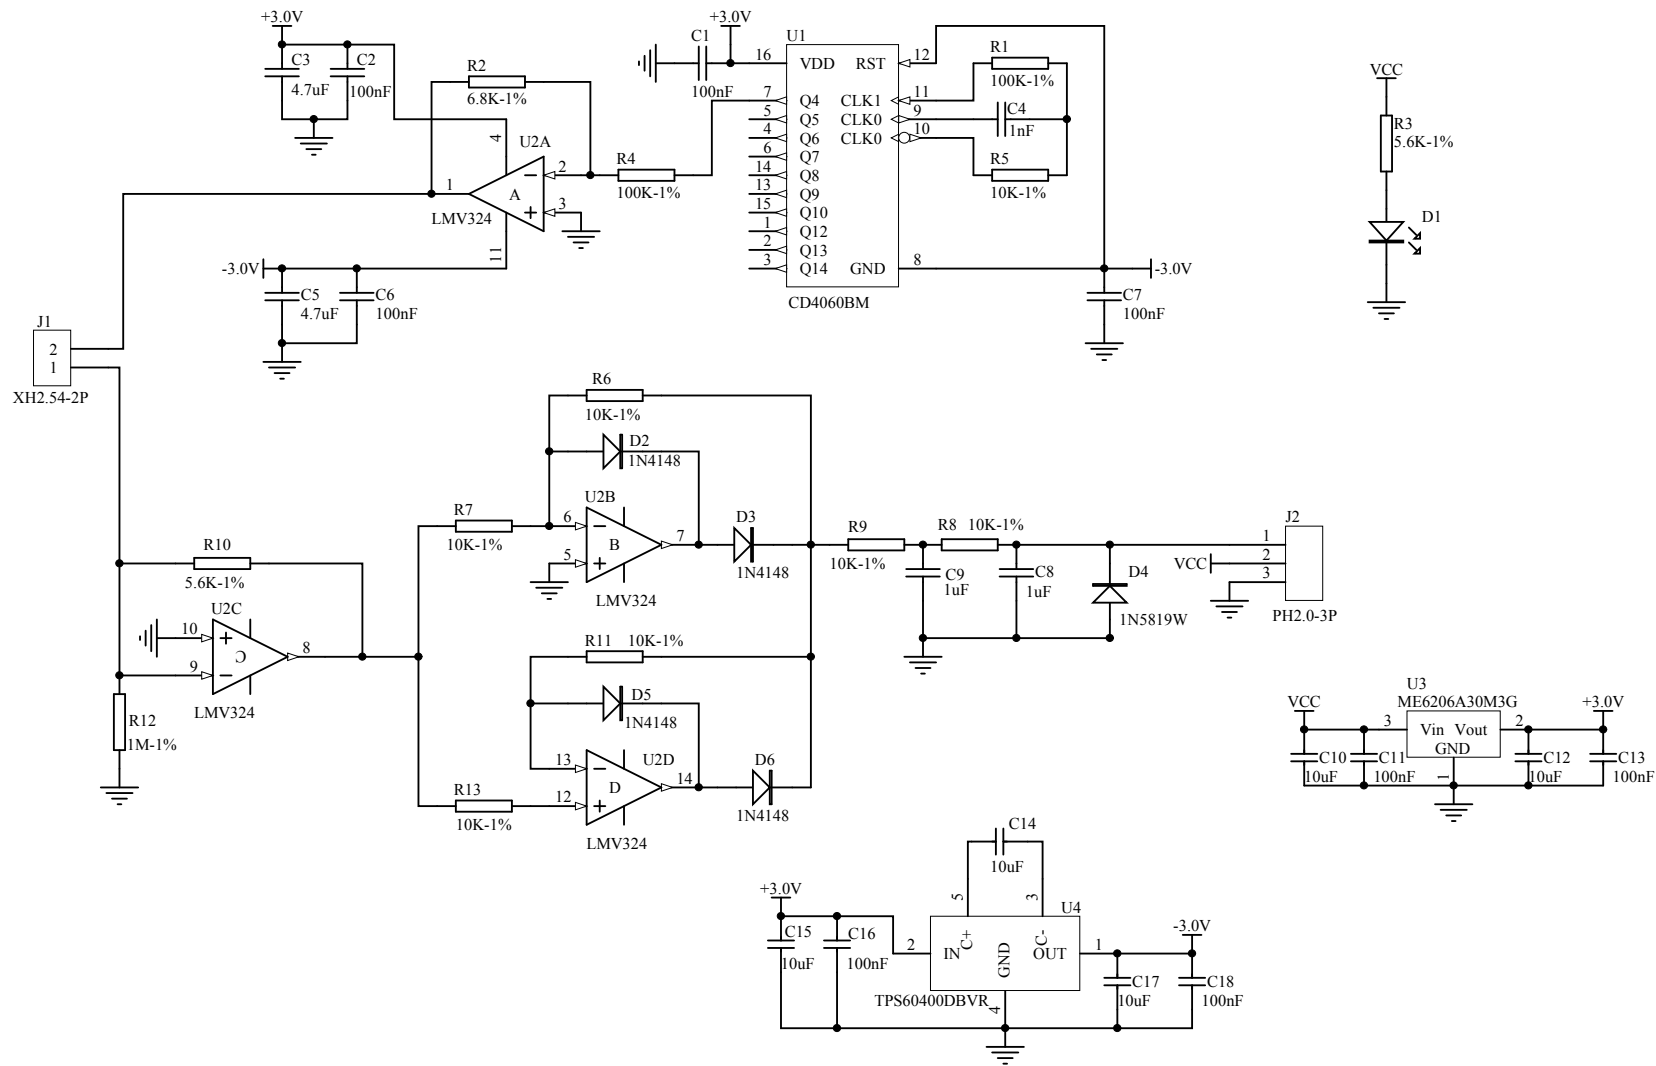 +3.0V
C3
4.7uF
C2
100nF
R2
6.8K-1%
4
U2A
2
1
A
3
LMV324
11
R4
100K-1%
-3.0V
C5
4.7uF
C6
100nF
+3.0V
C1
100nF
U1
16
VDD
RST
12
7
Q4
CLK1
11
5
Q5
CLK0
9
4
Q6
CLK0
10
6
Q7
14
Q8
13
Q9
15
Q10
1
Q12
2
Q13
3
Q14
GND
8
CD4060BM
R1
100K-1%
C4
1nF
R5
10K-1%
-3.0V
C7
100nF
VCC
R3
5.6K-1%
D1
J1
2
1
XH2.54-2P
R6
10K-1%
D2
1N4148
U2B
R7
10K-1%
6
B
7
5
LMV324
D3
1N4148
R9
10K-1%
R8 10K-1%
C9
1uF
C8
1uF
D4
1N5819W
J2
1
VCC 2
3
PH2.0-3P
R10
5.6K-1%
U2C
10
C
8
9
LMV324
R12
1M-1%
R11 10K-1%
D5
1N4148
U2D
13
D
14
12
LMV324
D6
1N4148
R13
10K-1%
U3
ME6206A30M3G
VCC
+3.0V
3
Vin Vout
2
GND
1
C10
10uF
C11
100nF
C12
10uF
C13
100nF
C14
10uF
+3.0V
5
3
U4
-3.0V
C15
10uF
C16
100nF
2
IN
C+
GND
C-
OUT
1
TPS60400DBVR
4
C17
10uF
C18
100nF